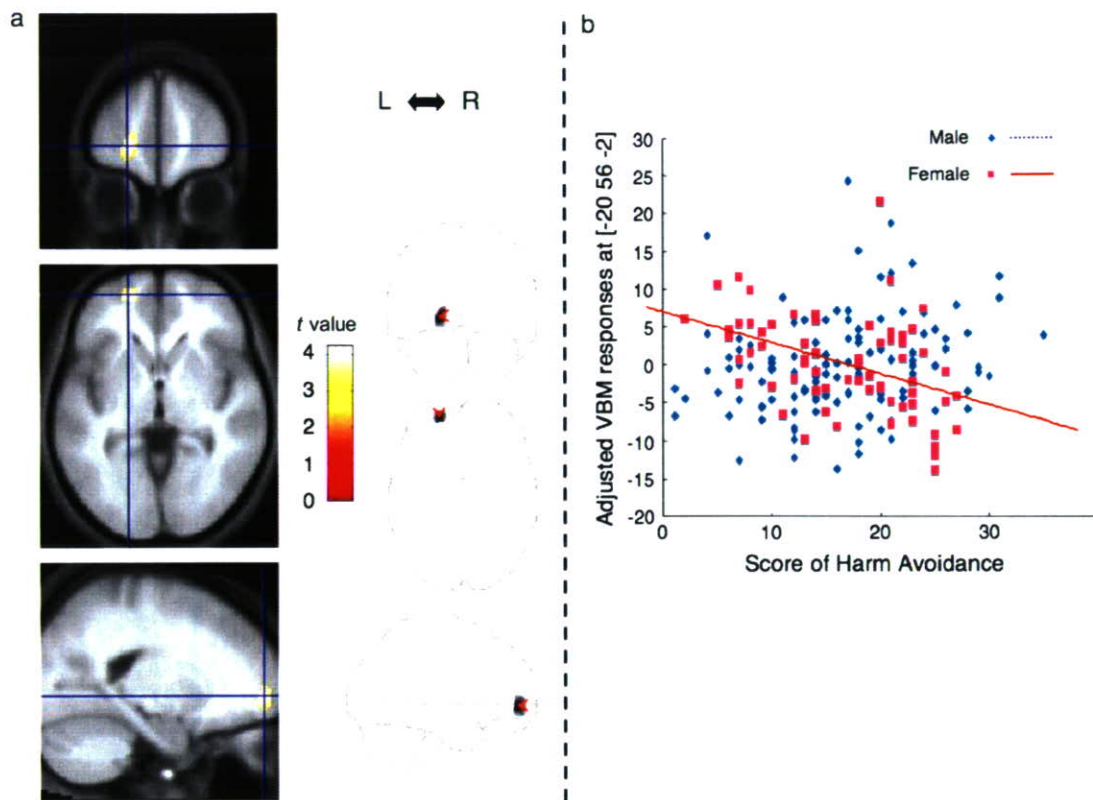 a
L R
t value
4
3
2
1
0
b
Adjusted VBM responses at [-20 56 -2]
30
25
20
15
10
5
0
-5
-10
-15
-20
Male
Female
0 10 20 30
Score of Harm Avoidance